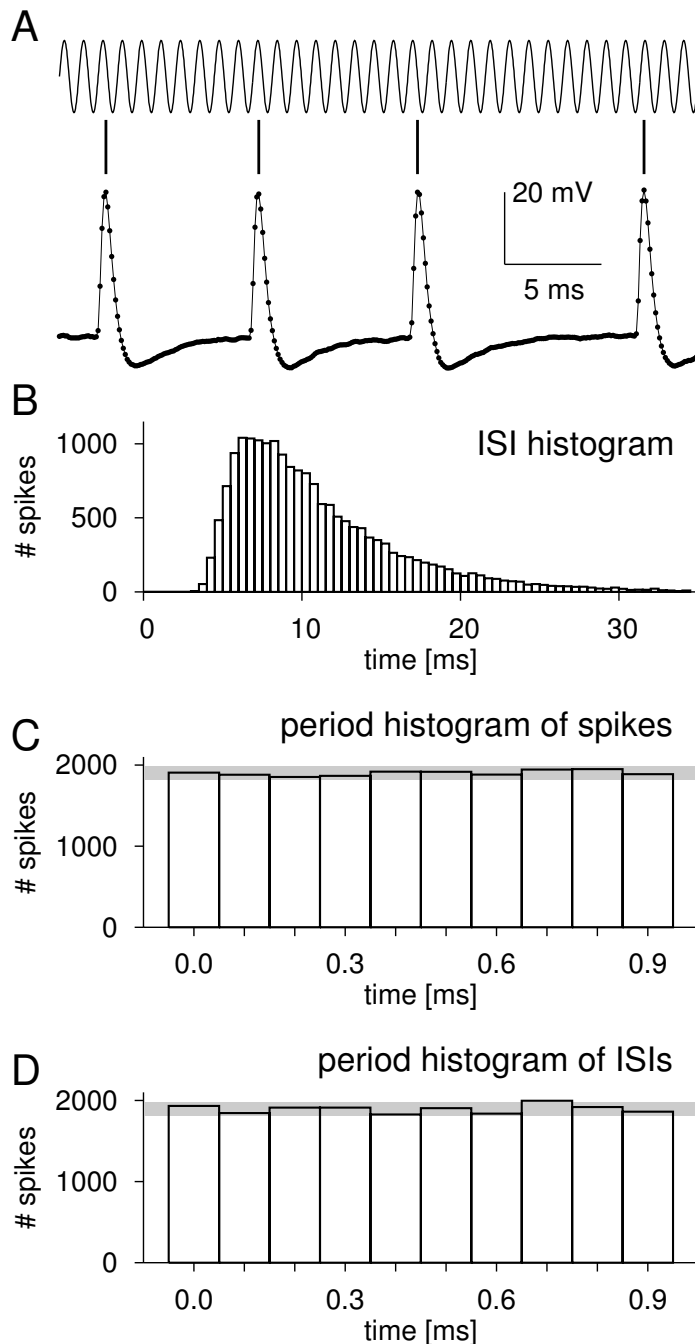 A
20 mV
5 ms
B
ISI histogram
# spikes
1000
500
0
0 10 20 30
time [ms]
C
period histogram of spikes
# spikes
2000
1000
0
0.0 0.3 0.6 0.9
time [ms]
D
period histogram of ISIs
# spikes
2000
1000
0
0.0 0.3 0.6 0.9
time [ms]